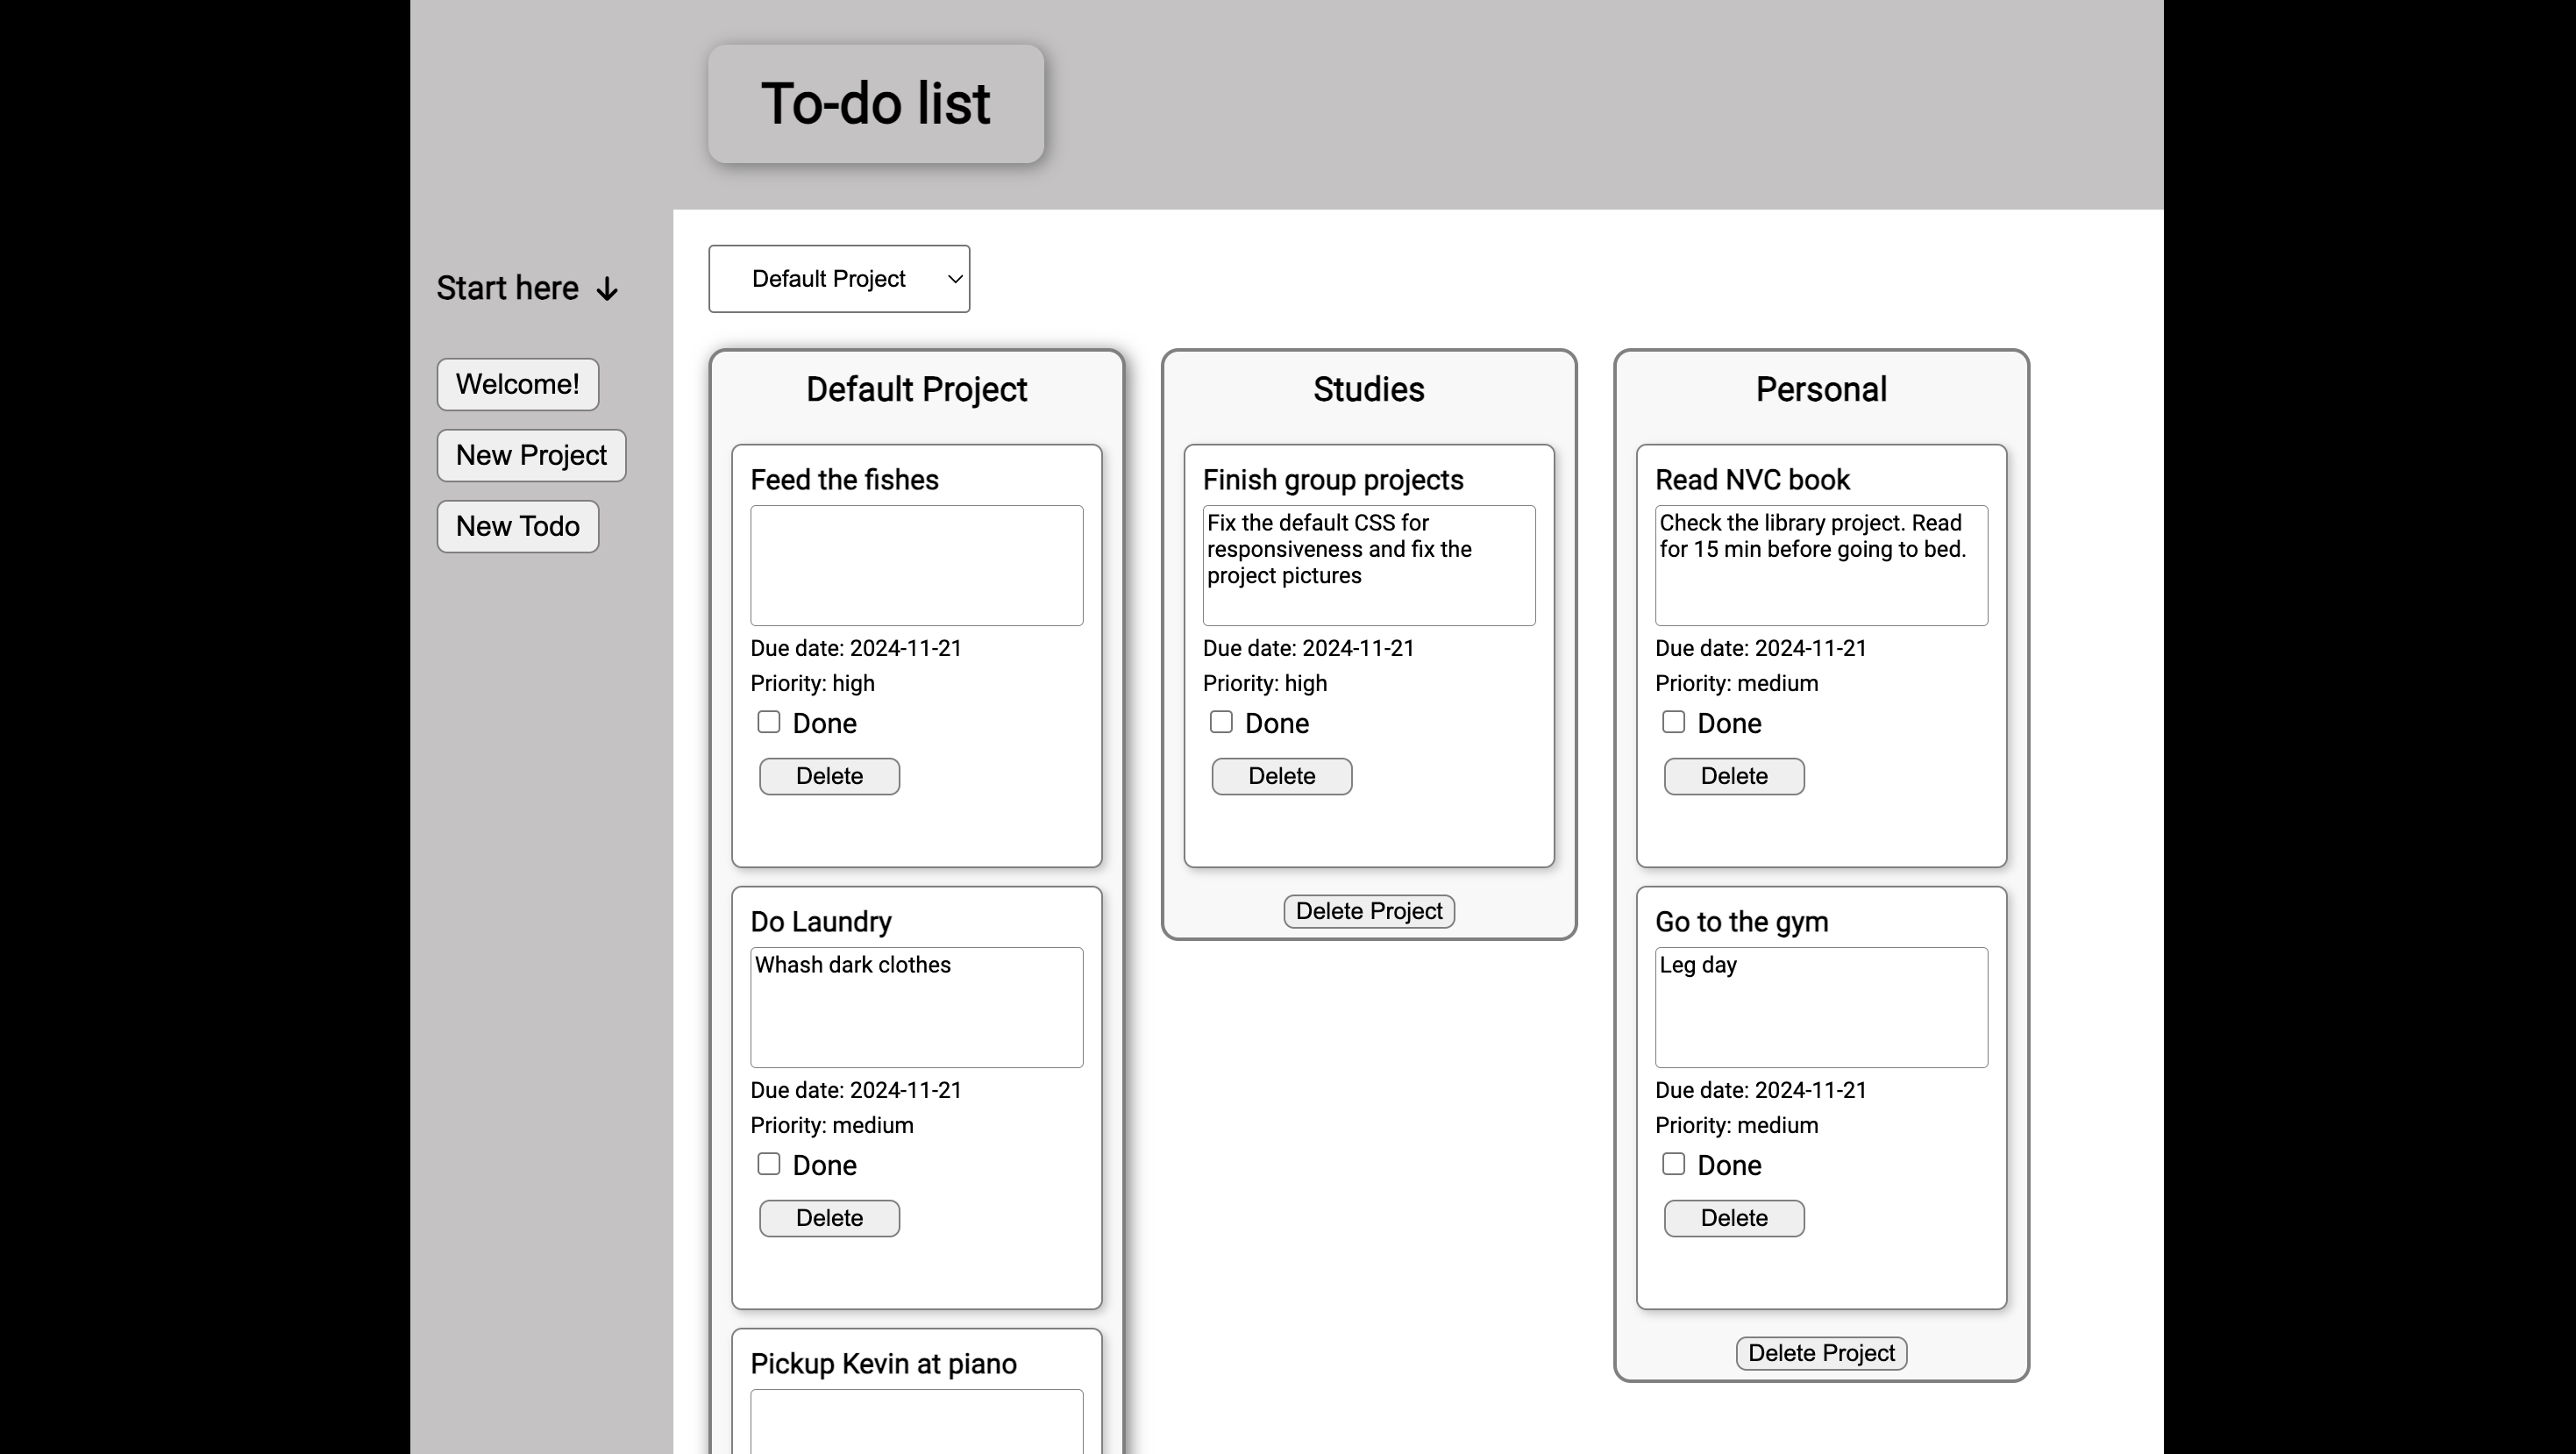 To-do list
Start here ↓
Welcome!
New Project
New Todo
Default Project
Default Project
Feed the fishes
Due date: 2024-11-21
Priority: high
Done
Delete
Do Laundry
Whash dark clothes
Due date: 2024-11-21
Priority: medium
Done
Delete
Pickup Kevin at piano
Studies
Finish group projects
Fix the default CSS for
responsiveness and fix the
project pictures
Due date: 2024-11-21
Priority: high
Done
Delete
Delete Project
Personal
Read NVC book
Check the library project. Read
for 15 min before going to bed.
Due date: 2024-11-21
Priority: medium
Done
Delete
Go to the gym
Leg day
Due date: 2024-11-21
Priority: medium
Done
Delete
Delete Project